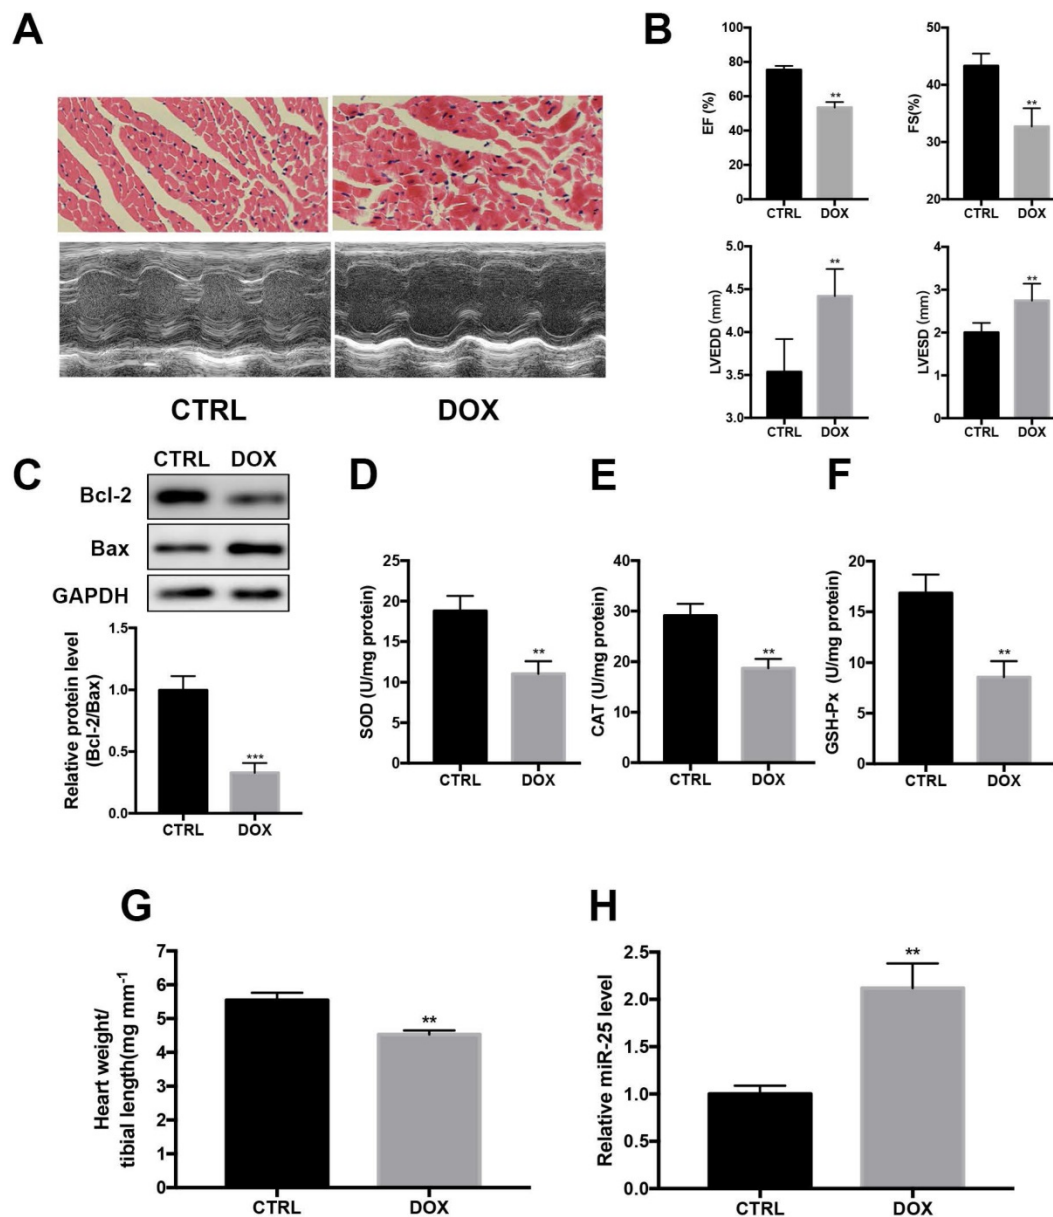 A
CTRL
DOX
B
EF (%)
100
80
60
40
20
0
**
CTRL
DOX
FS(%)
50
40
30
20
**
CTRL
DOX
LVEDD (mm)
5.0
4.5
4.0
3.5
3.0
**
CTRL
DOX
LVESD (mm)
4
3
2
1
0
**
CTRL
DOX
C
CTRL DOX
Bcl-2
Bax
GAPDH
Relative protein level
(Bcl-2/Bax)
1.5
1.0
0.5
0.0
***
CTRL
DOX
D
SOD (U/mg protein)
25
20
15
10
5
0
**
CTRL
DOX
E
CAT (U/mg protein)
40
30
20
10
0
**
CTRL
DOX
F
GSH-Px (U/mg protein)
20
15
10
5
0
**
CTRL
DOX
G
Heart weight/
tibial length(mg mm-1
7
6
5
4
3
2
1
0
**
CTRL
DOX
H
Relative miR-25 level
2.5
2.0
1.5
1.0
0.5
0.0
**
CTRL
DOX